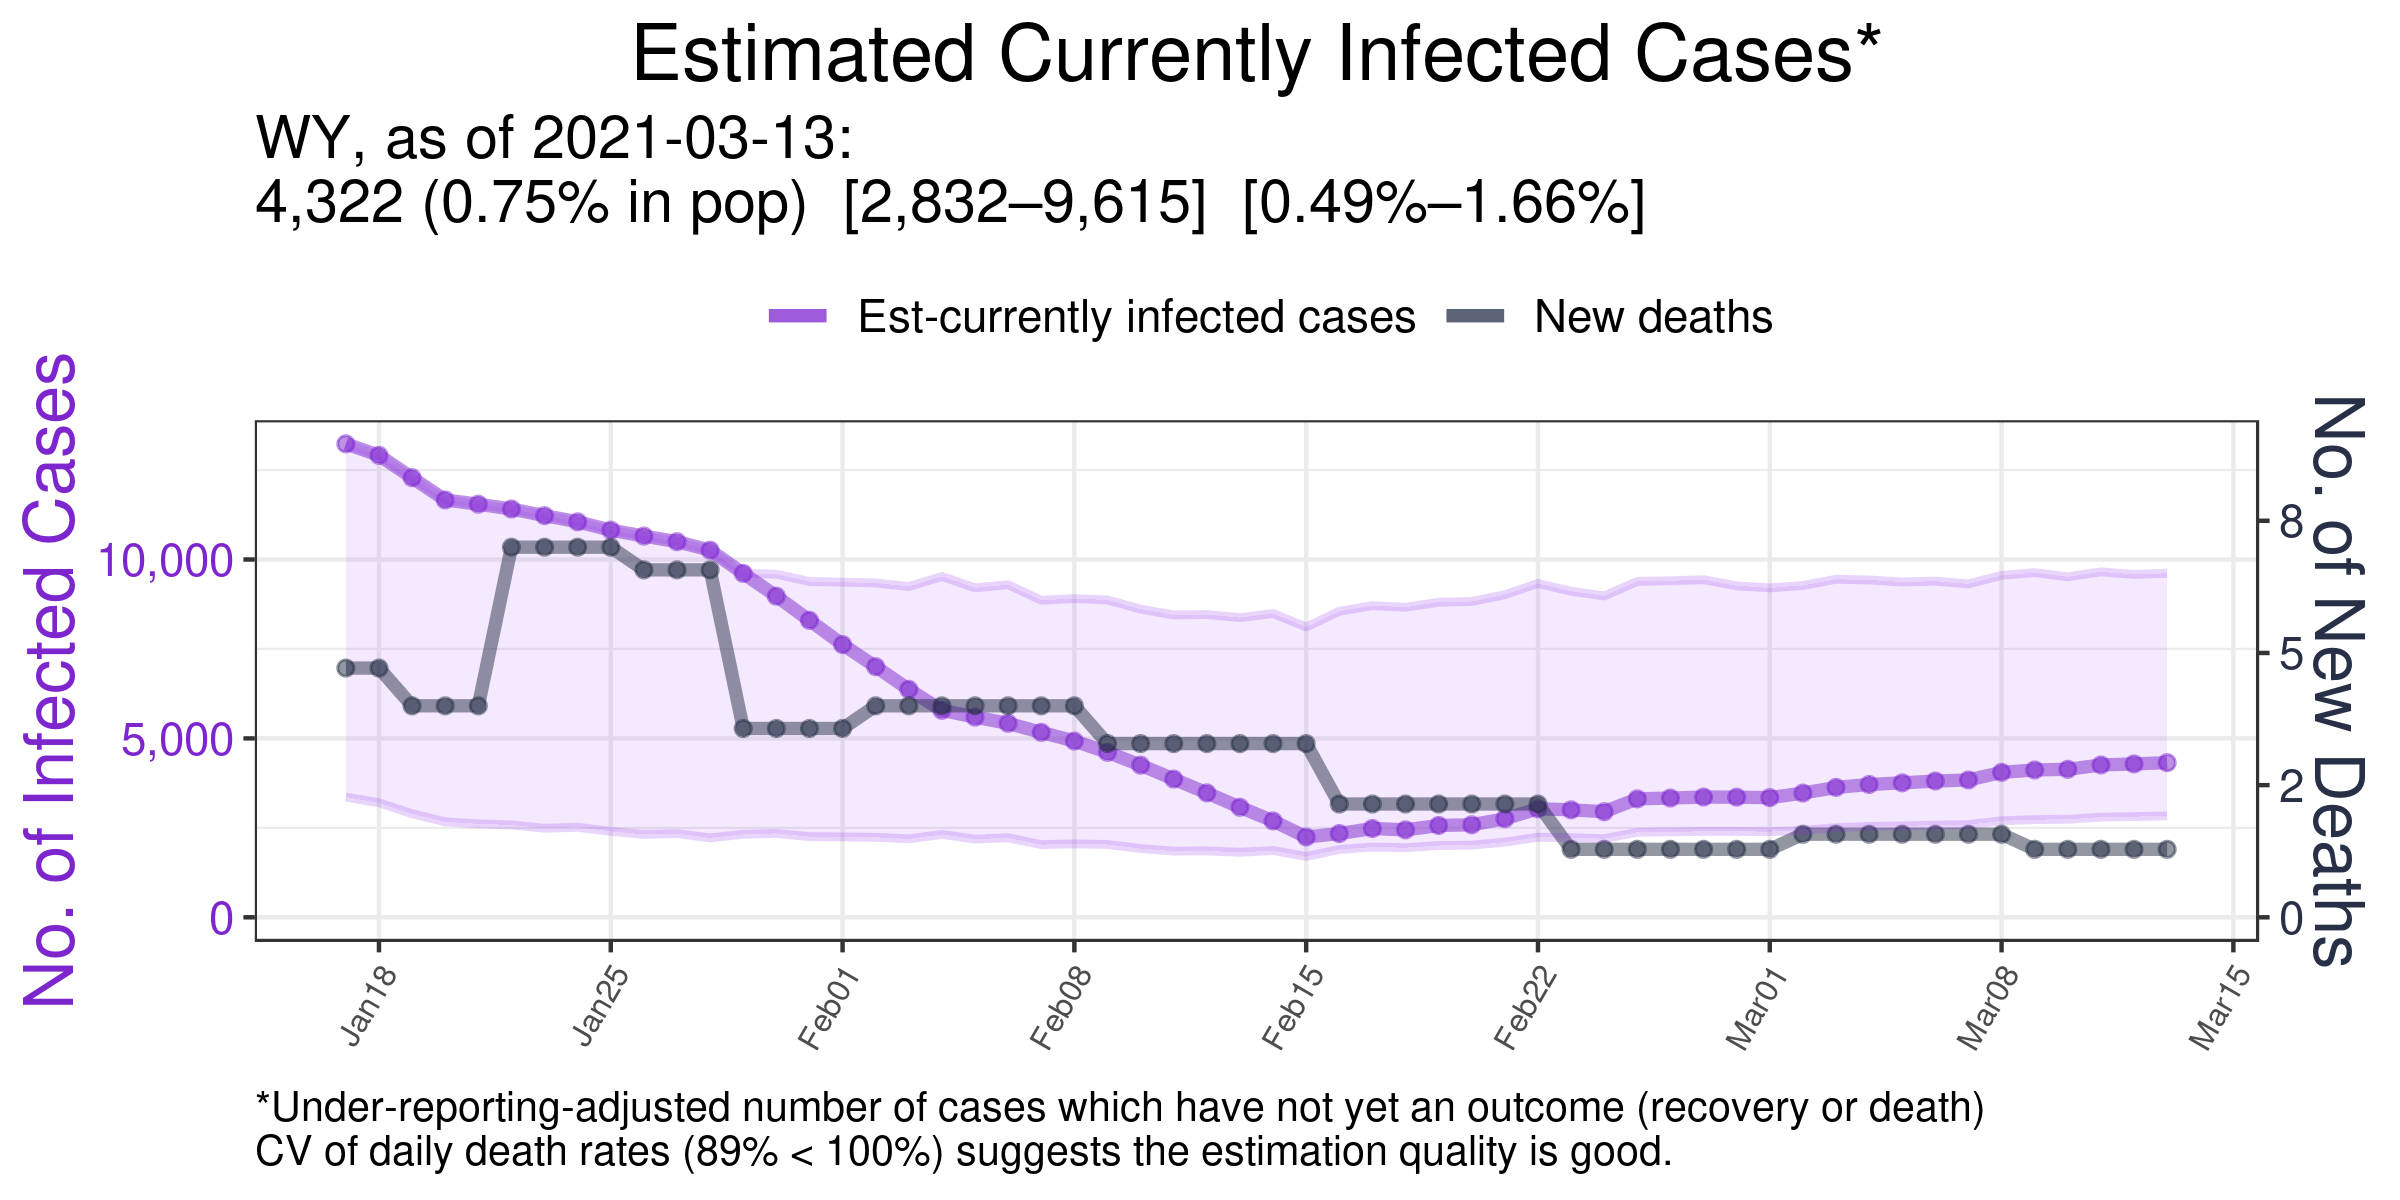 Estimated Currently Infected Cases*
WY, as of 2021-03-13:
4,322 (0.75% in pop)  [2,832–9,615]  [0.49%–1.66%]
Est-currently infected cases
New deaths
No. of Infected Cases
10,000
5,000
0
No. of New Deaths
8
5
2
0
Jan18
Jan25
Feb01
Feb08
Feb15
Feb22
Mar01
Mar08
Mar15
*Under-reporting-adjusted number of cases which have not yet an outcome (recovery or death)
CV of daily death rates (89% < 100%) suggests the estimation quality is good.